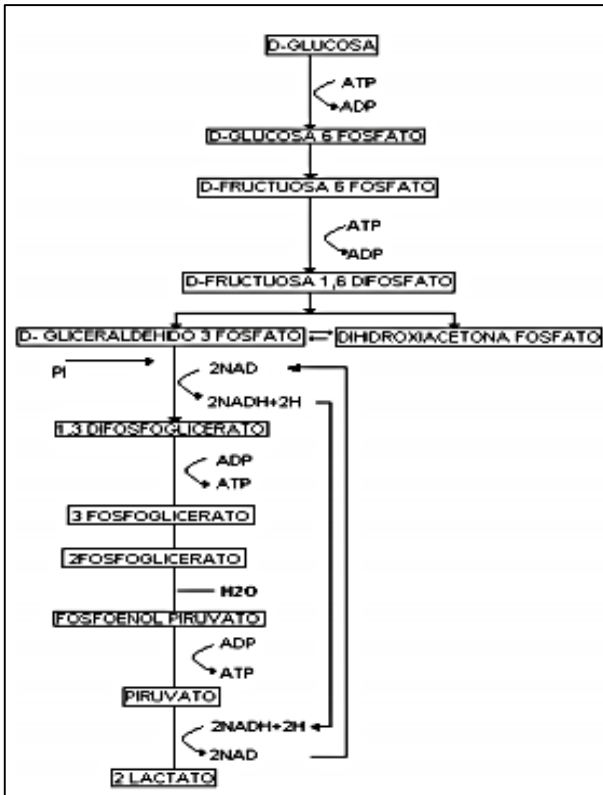 D-GLUCOSA
ATP
ADP
D-GLUCOSA 6 FOSFATO
D-FRUCTUOSA 6 FOSFATO
ATP
ADP
D-FRUCTUOSA 1,6 DIFOSFATO
D- GLICERALDEHIDO 3 FOSFATO
DIHIDROXIACETONA FOSFATO
PI
2NAD
2NADH+2H
1,3 DIFOSFOGLICERATO
ADP
ATP
3 FOSFOGLICERATO
2FOSFOGLICERATO
H2O
FOSFOENOL PIRUVATO
ADP
ATP
PIRUVATO
2NADH+2H
2NAD
2 LACTATO